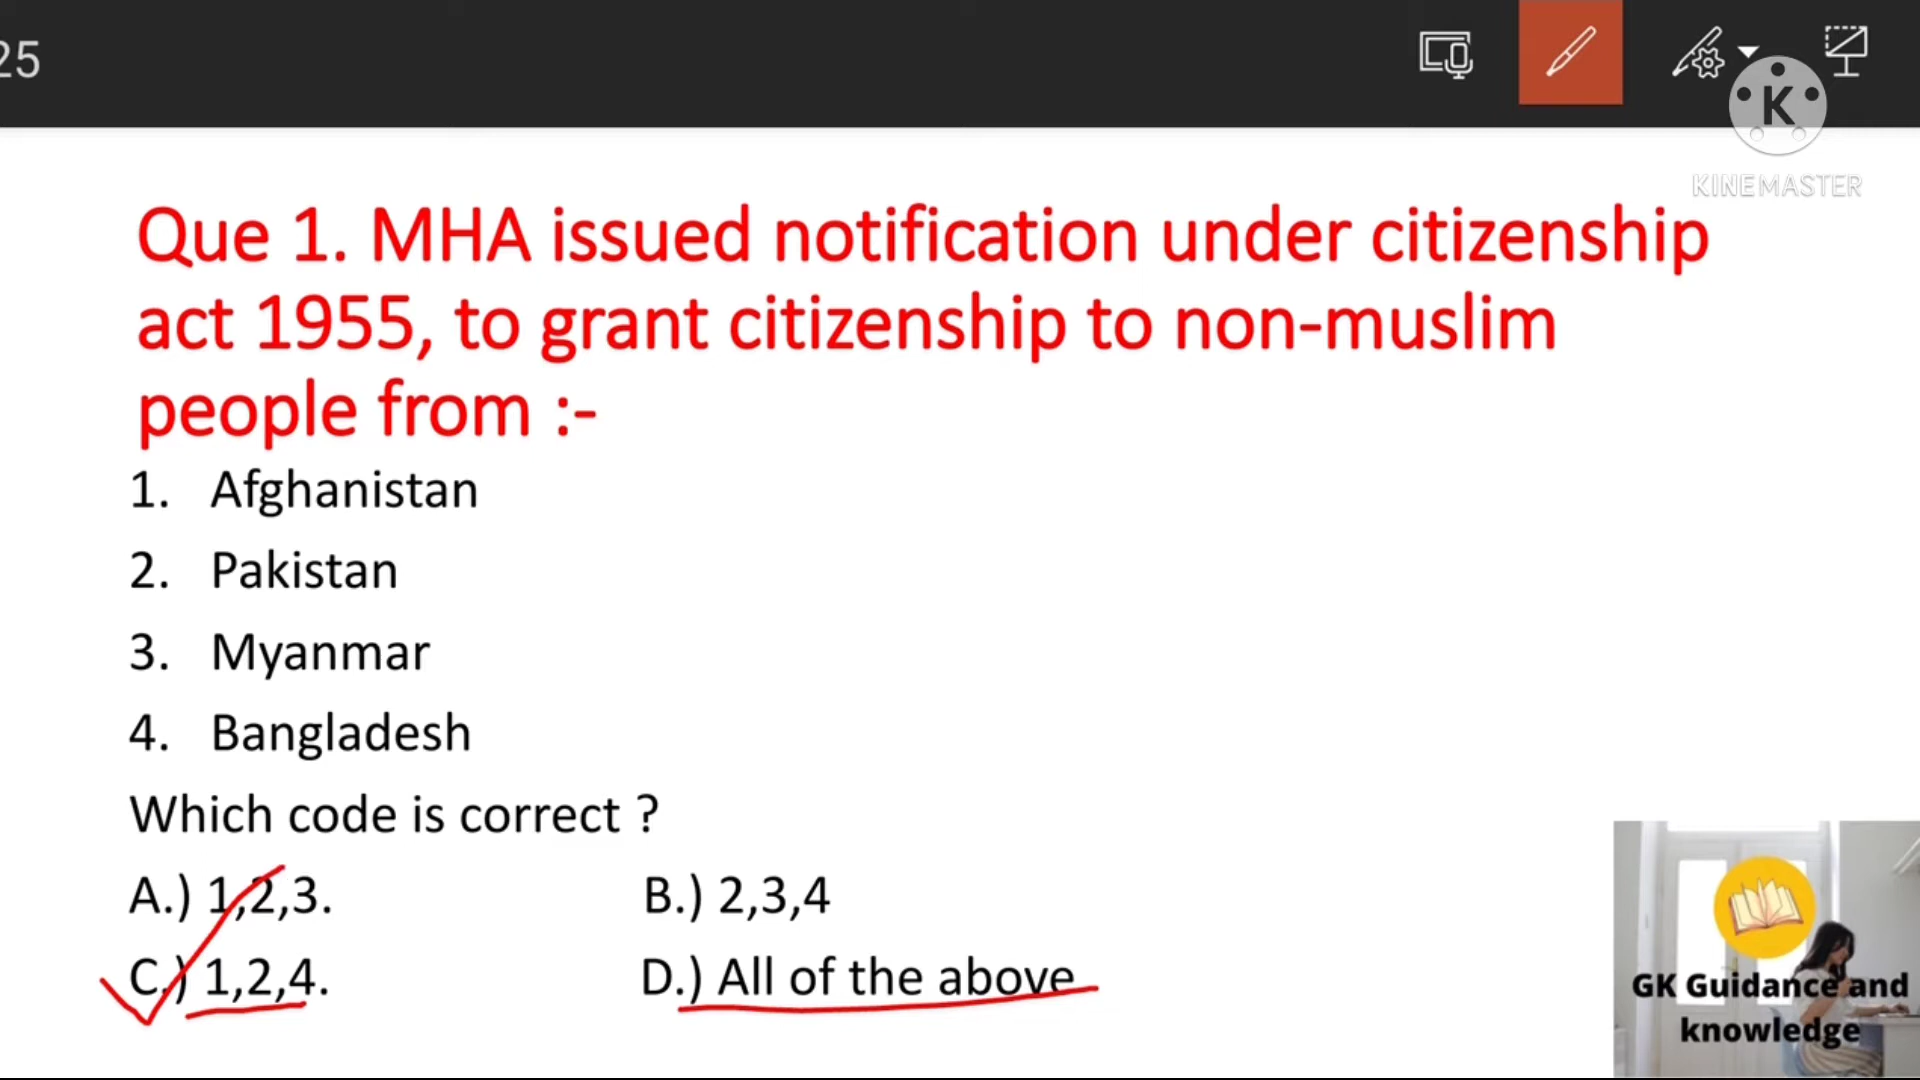 25
KINEMASTER
Que 1. MHA issued notification under citizenship
act 1955, to grant citizenship to non-muslim
people from :-
1. Afghanistan
2. Pakistan
3. Myanmar
4. Bangladesh
Which code is correct ?
A.) 1,2,3. B.) 2,3,4
C.) 1,2,4. D.) All of the above
GK Guidance and
knowledge